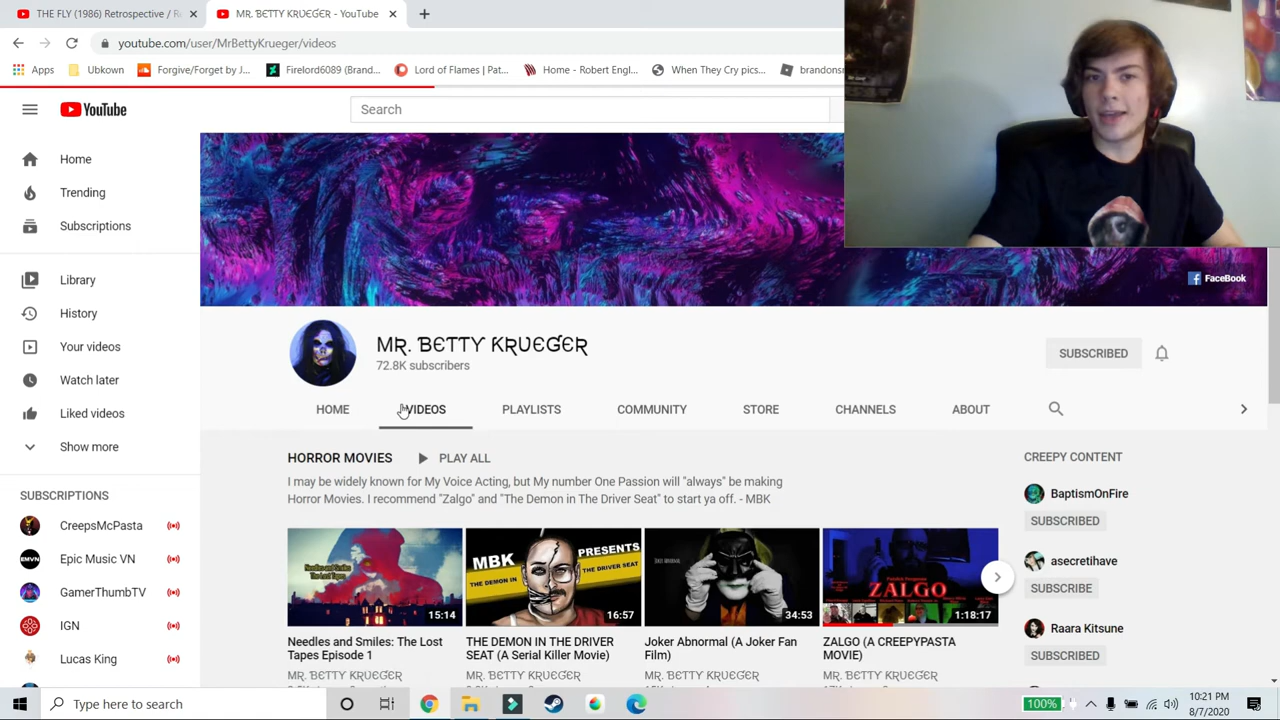 THE FLY (1986) Retrospective / Re
MR. BETTY KRUEGER - YouTube
youtube.com/user/MrBettyKrueger/videos
Apps
Ubkown
Forgive/Forget by J...
Firelord6089 (Brand...
Lord of Flames | Pat...
Home - Robert Engl...
When They Cry pics...
brandons
YouTube
Search
Home
Trending
Subscriptions
Library
History
Your videos
Watch later
Liked videos
Show more
SUBSCRIPTIONS
CreepsMcPasta
Epic Music VN
GamerThumbTV
IGN
Lucas King
FaceBook
MR. BETTY KRUEGER
72.8K subscribers
SUBSCRIBED
HOME VIDEOS PLAYLISTS COMMUNITY STORE CHANNELS ABOUT
HORROR MOVIES PLAY ALL
I may be widely known for My Voice Acting, but My number One Passion will "always" be making
Horror Movies. I recommend "Zalgo" and "The Demon in The Driver Seat" to start ya off. - MBK
Needles and Smiles
The Lost Tapes
15:14
MBK PRESENTS
THE DEMON IN THE DRIVER SEAT
16:57
34:53
ZALGO
1:18:17
Needles and Smiles: The Lost
Tapes Episode 1
MR. BETTY KRUEGER
THE DEMON IN THE DRIVER
SEAT (A Serial Killer Movie)
MR. BETTY KRUEGER
Joker Abnormal (A Joker Fan
Film)
MR. BETTY KRUEGER
ZALGO (A CREEPYPASTA
MOVIE)
MR. BETTY KRUEGER
CREEPY CONTENT
BaptismOnFire
SUBSCRIBED
asecretihave
SUBSCRIBE
Raara Kitsune
SUBSCRIBED
Type here to search
100%
10:21 PM
8/7/2020